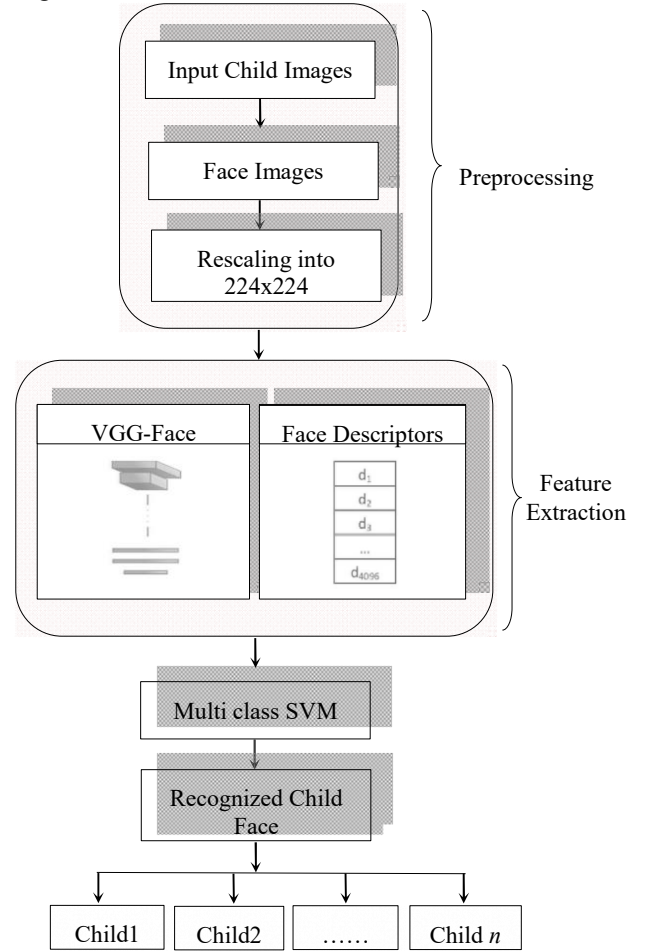 Input Child Images
Face Images
Preprocessing
Rescaling into
224x224
VGG-Face
Face Descriptors
d1
d2
d3
...
d4096
Feature
Extraction
Multi class SVM
Recognized Child
Face
Child1
Child2
......
Child n